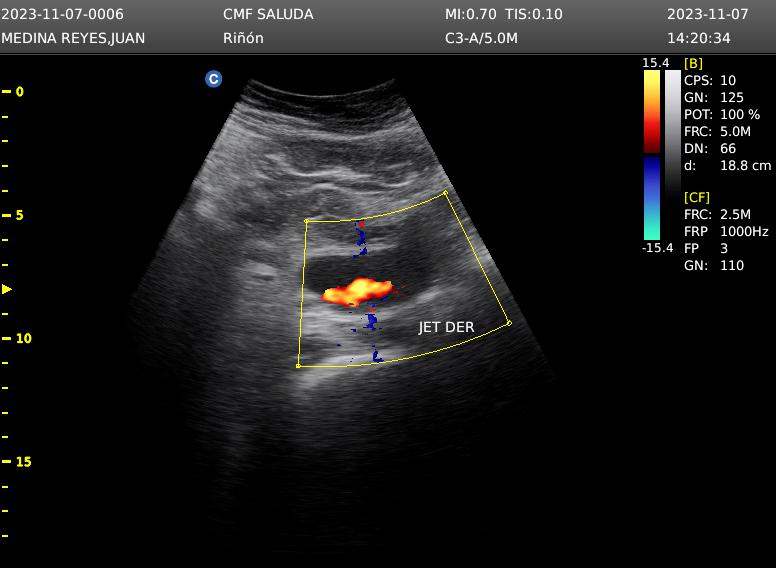 2023-11-07-0006 CMF SALUDA MI:0.70 TIS:0.10 2023-11-07
MEDINA REYES,JUAN Riñón C3-A/5.0M 14:20:34
C
15.4
-15.4
[B]
CPS: 10
GN: 125
POT: 100 %
FRC: 5.0M
DN: 66
d: 18.8 cm
[CF]
FRC: 2.5M
FRP 1000Hz
FP 3
GN: 110
0
5
10
15
JET DER